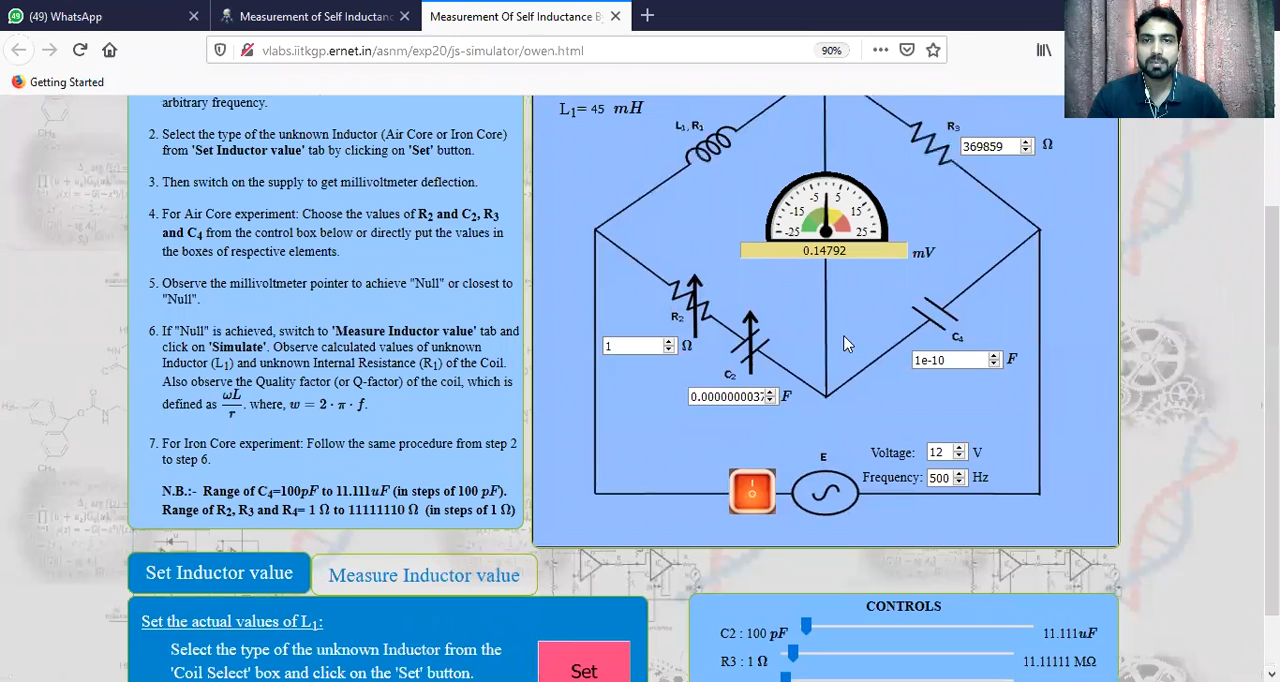 (49) WhatsApp
Measurement of Self Inductanc
Measurement Of Self Inductance B
vlabs.iitkgp.ernet.in/asnm/exp20/js-simulator/owen.html
90%
Getting Started
arbitrary frequency.
2. Select the type of the unknown Inductor (Air Core or Iron Core)
from 'Set Inductor value' tab by clicking on 'Set' button.
3. Then switch on the supply to get millivoltmeter deflection.
4. For Air Core experiment: Choose the values of R2 and C2, R3
and C4 from the control box below or directly put the values in
the boxes of respective elements.
5. Observe the millivoltmeter pointer to achieve "Null" or closest to
"Null".
6. If "Null" is achieved, switch to 'Measure Inductor value' tab and
click on 'Simulate'. Observe calculated values of unknown
Inductor (L1) and unknown Internal Resistance (R1) of the Coil.
Also observe the Quality factor (or Q-factor) of the coil, which is
defined as ωL/r. where, w = 2 · π · f.
7. For Iron Core experiment: Follow the same procedure from step 2
to step 6.
N.B.:- Range of C4=100pF to 11.111uF (in steps of 100 pF).
Range of R2, R3 and R4= 1 Ω to 11111110 Ω (in steps of 1 Ω)
L1= 45 mH
L1, R1
R3
369859 Ω
-25 -15 -5 5 15 25
0.14792 mV
R2
1 Ω
C2
0.0000000037 F
C4
1e-10 F
E
Voltage: 12 V
Frequency: 500 Hz
I
O
Set Inductor value
Measure Inductor value
Set the actual values of L1:
Select the type of the unknown Inductor from the
'Coil Select' box and click on the 'Set' button.
Set
CONTROLS
C2 : 100 pF 11.111uF
R3 : 1 Ω 11.11111 MΩ